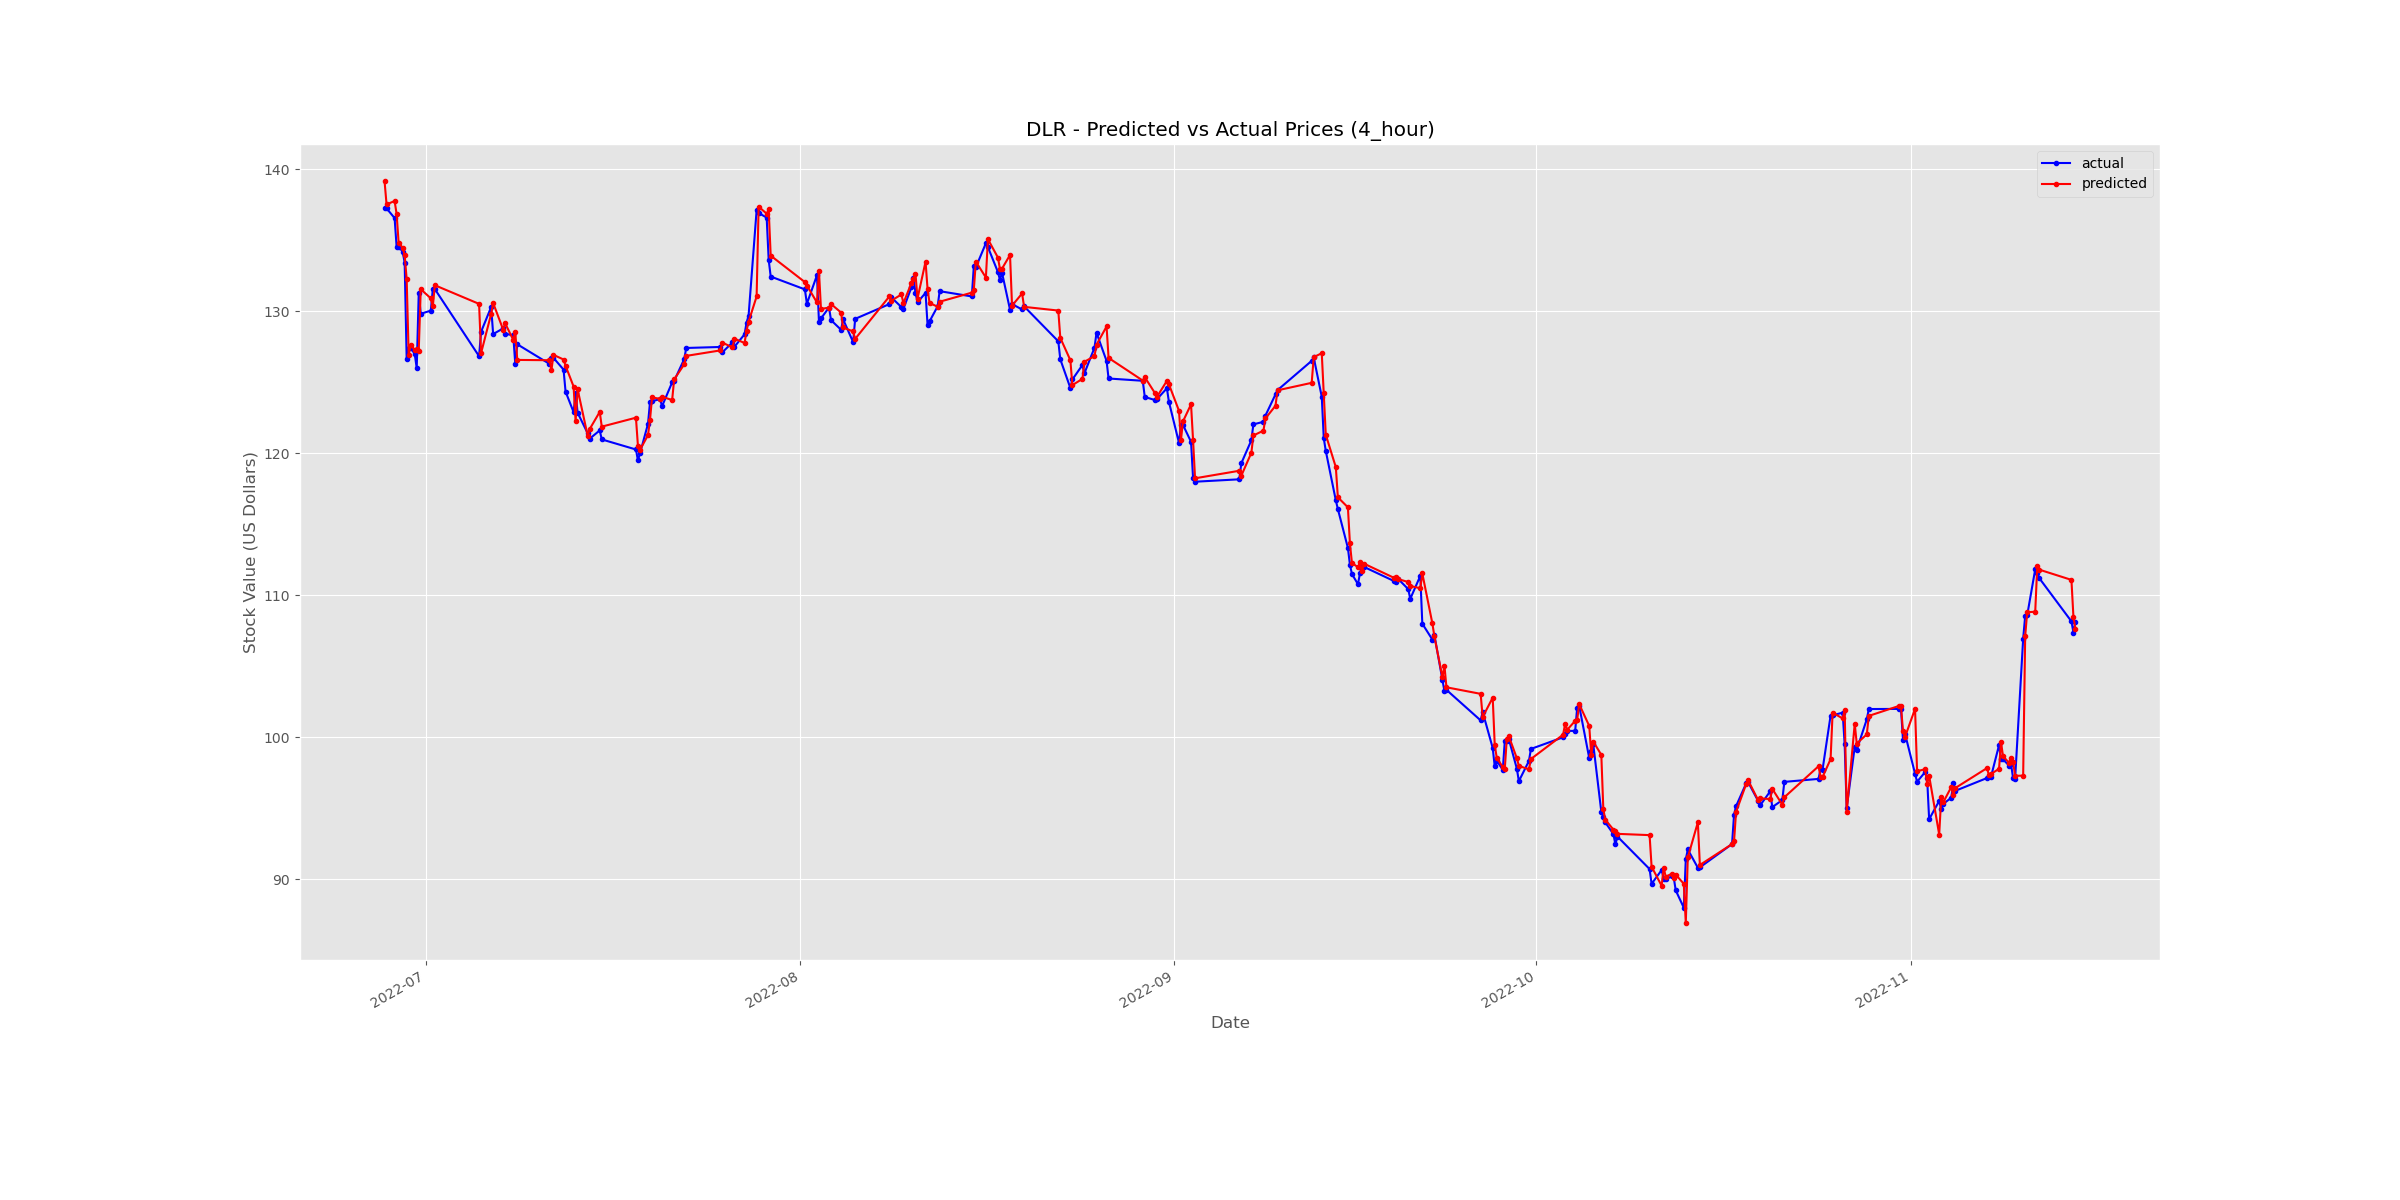 DLR - Predicted vs Actual Prices (4_hour)
actual
predicted
140
130
120
110
100
90
Stock Value (US Dollars)
2022-07
2022-08
2022-09
2022-10
2022-11
Date